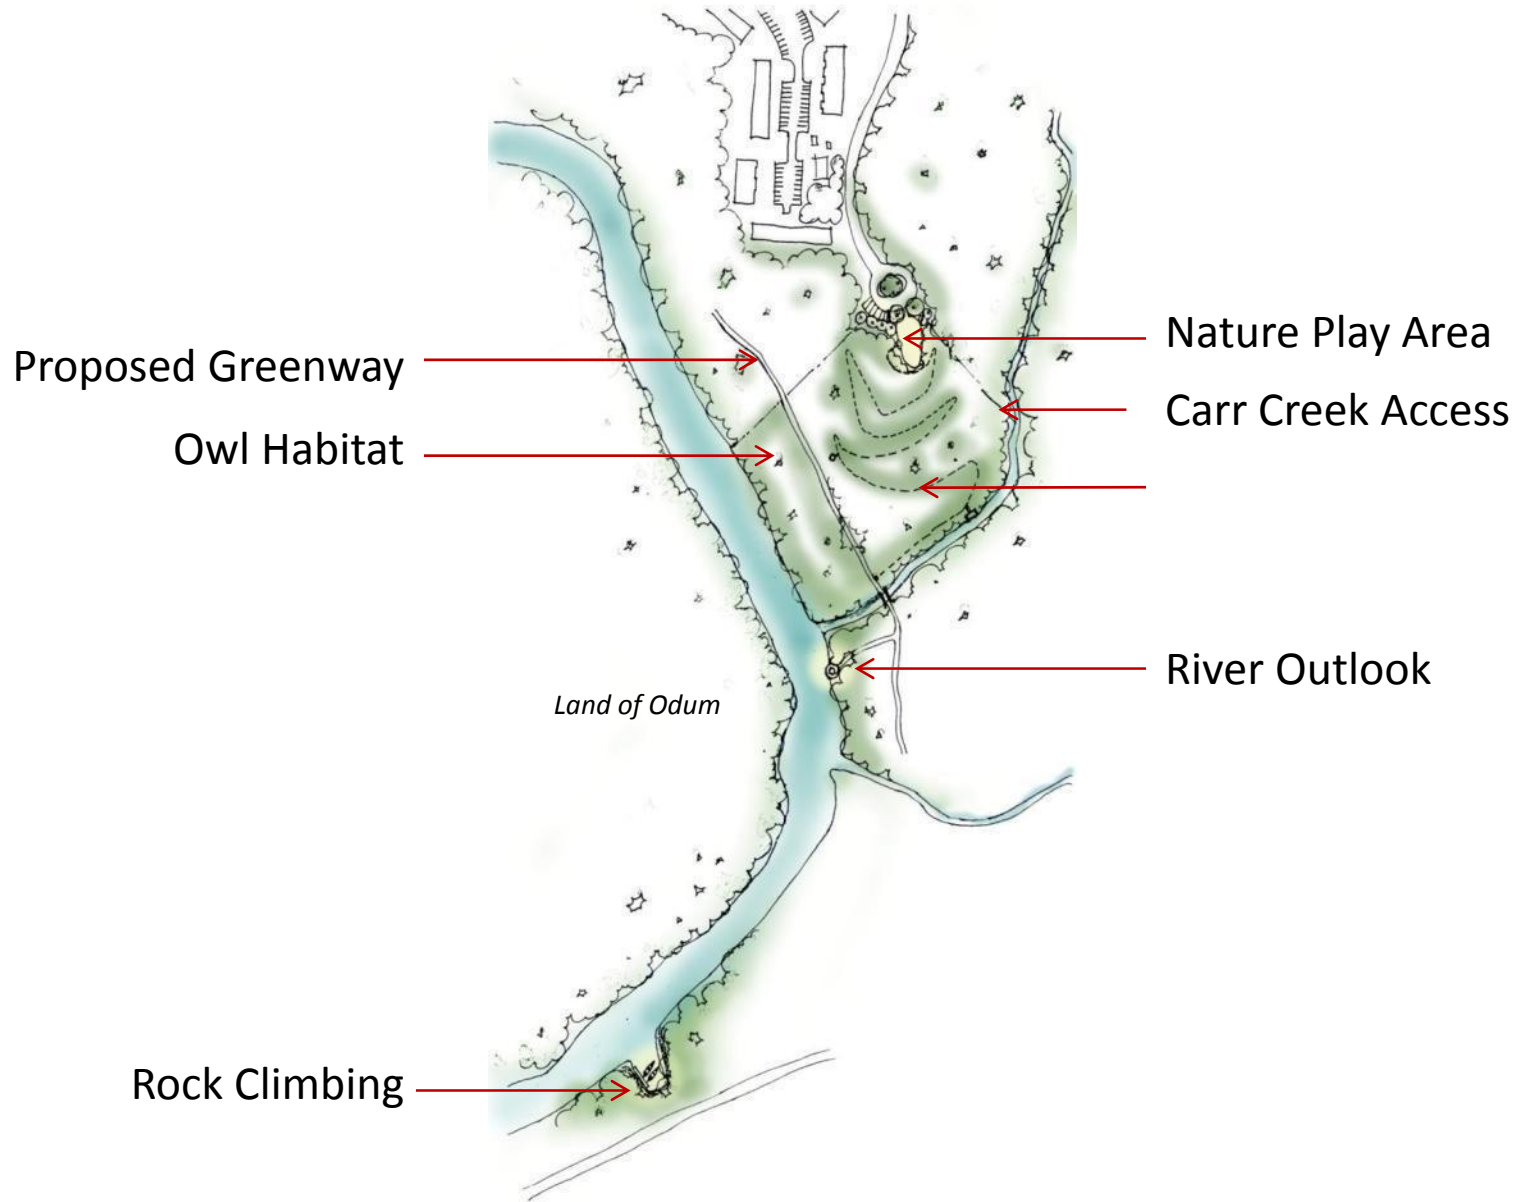 Nature Play Area
Proposed Greenway
Carr Creek Access
Owl Habitat
River Outlook
Land of Odum
Rock Climbing